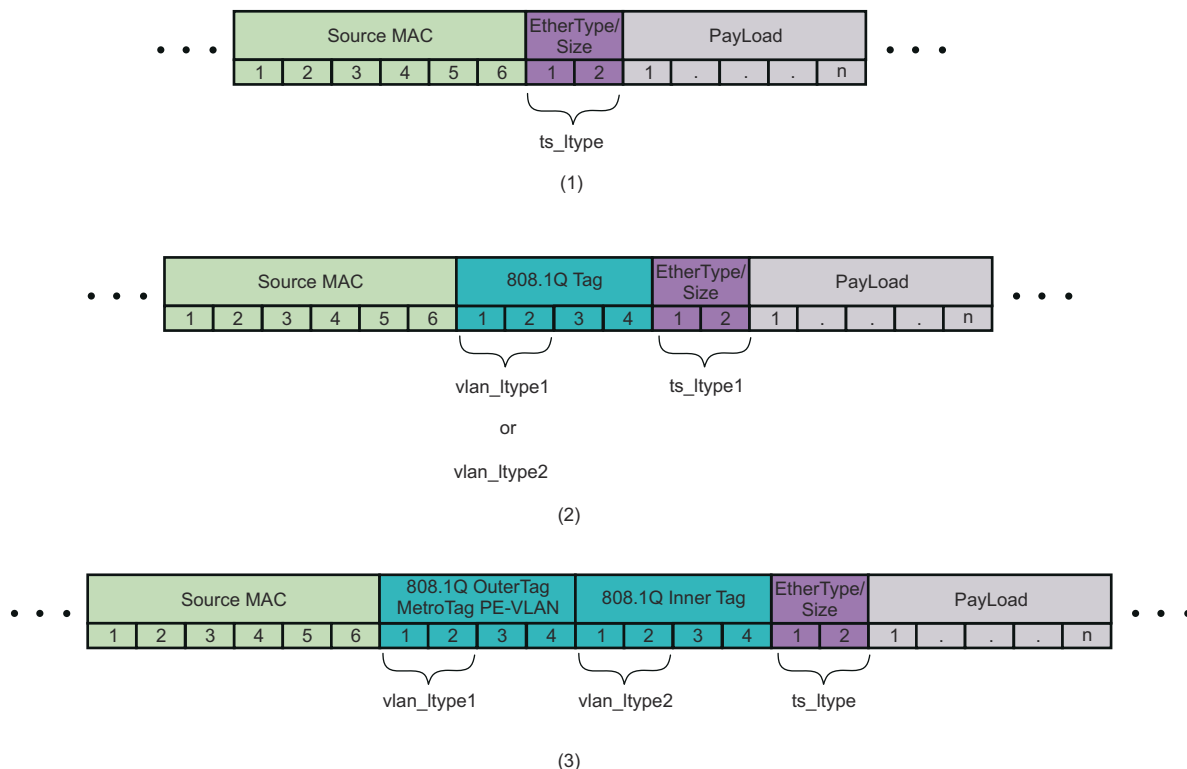 Source MAC EtherType/ PayLoad
Size
1 2 3 4 5 6 1 2 1 . . . n
ts_ltype
(1)
Source MAC 808.1Q Tag EtherType/ PayLoad
Size
1 2 3 4 5 6 1 2 3 4 1 2 1 . . . n
vlan_ltype1 ts_ltype1
or
vlan_ltype2
(2)
Source MAC 808.1Q OuterTag 808.1Q Inner Tag EtherType/ PayLoad
MetroTag PE-VLAN Size
1 2 3 4 5 6 1 2 3 4 1 2 3 4 1 2 1 . . . n
vlan_ltype1 vlan_ltype2 ts_ltype
(3)